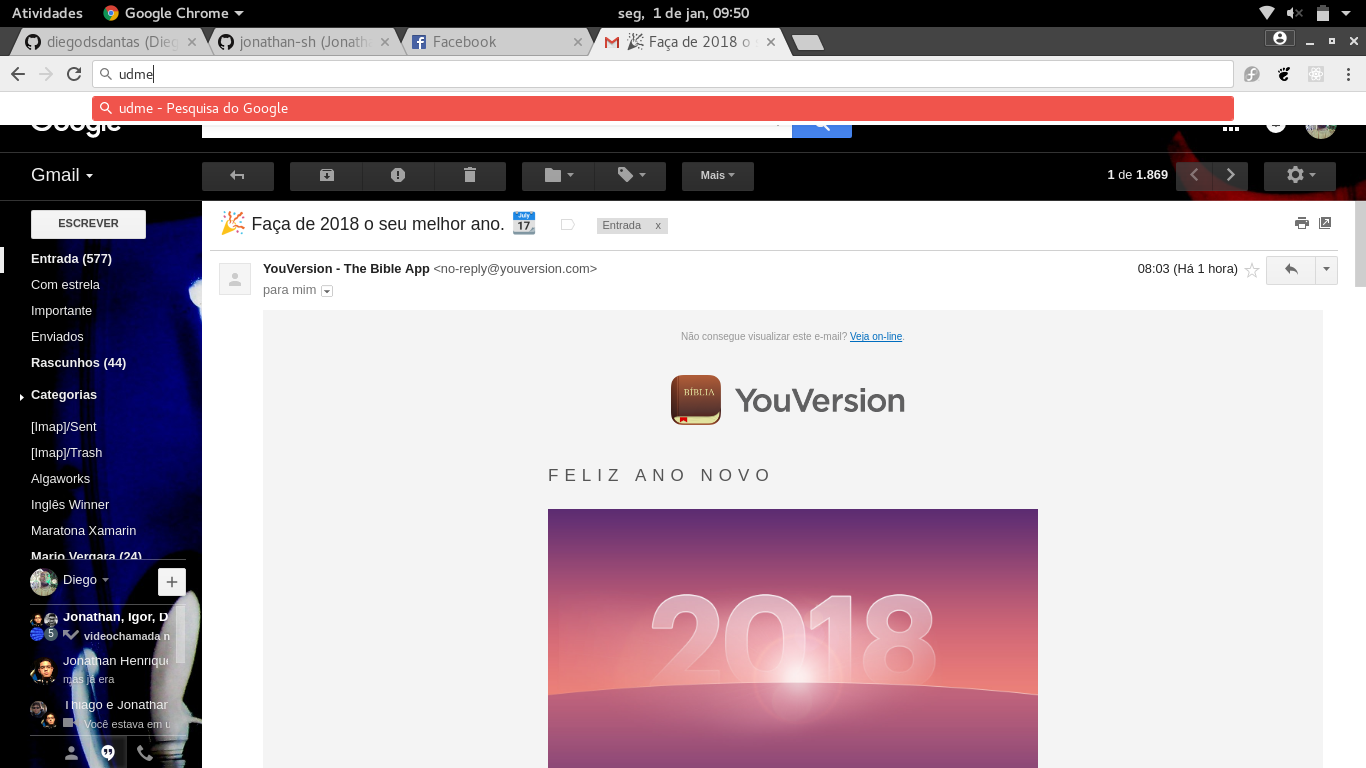 Atividades Google Chrome seg, 1 de jan, 09:50
diegodsdantas (Dieg jonathan-sh (Jonath Facebook Faça de 2018 o s
udme
udme - Pesquisa do Google
Google
Gmail Mais 1 de 1.869
ESCREVER
Entrada (577)
Com estrela
Importante
Enviados
Rascunhos (44)
Categorias
[Imap]/Sent
[Imap]/Trash
Algaworks
Inglês Winner
Maratona Xamarin
Mario Vergara (24)
Diego
Jonathan, Igor, D
5 videochamada n
Jonathan Henrique
mas já era
Thiago e Jonathan
Você estava em u
July 17
Faça de 2018 o seu melhor ano. Entrada x
YouVersion - The Bible App <no-reply@youversion.com> 08:03 (Há 1 hora)
para mim
Não consegue visualizar este e-mail? Veja on-line.
BÍBLIA YouVersion
FELIZ ANO NOVO
2018